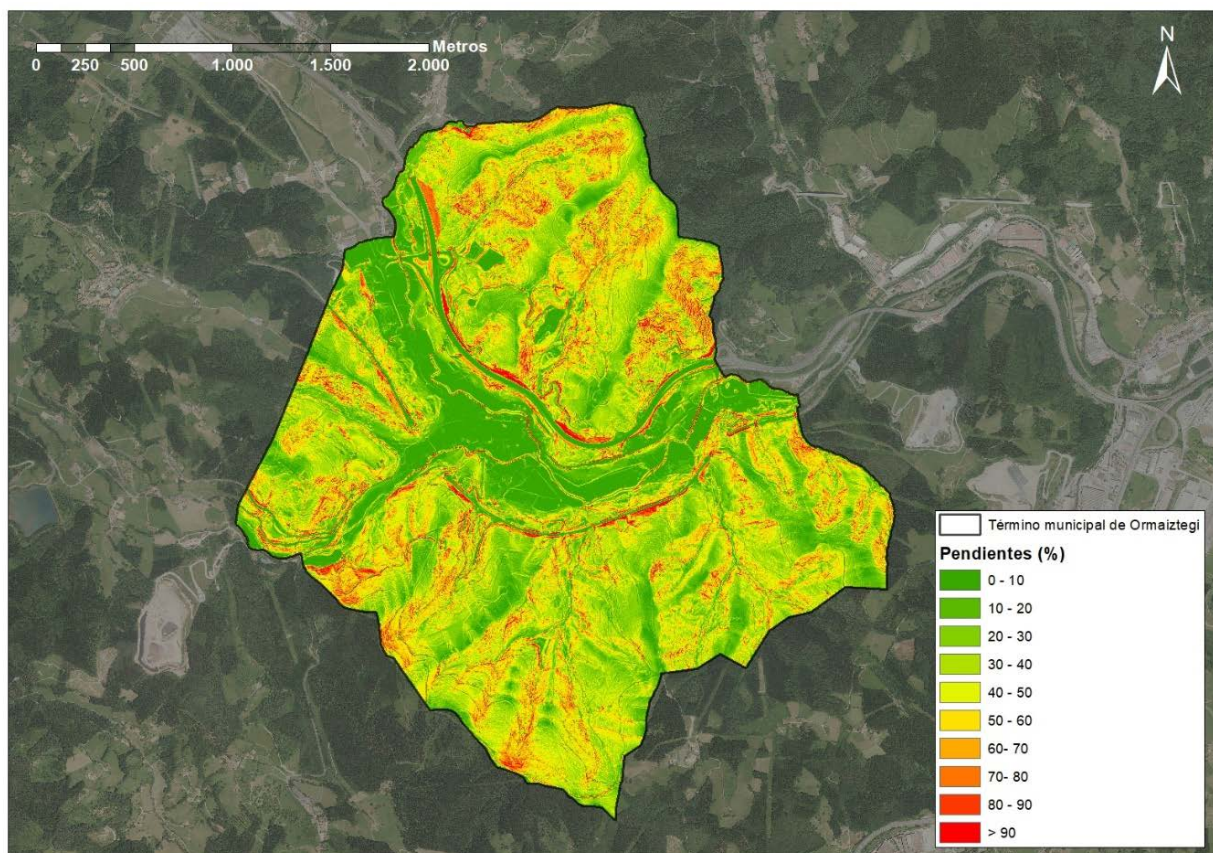 Metros
0 250 500 1.000 1.500 2.000
N
Término municipal de Ormaiztegi
Pendientes (%)
0 - 10
10 - 20
20 - 30
30 - 40
40 - 50
50 - 60
60- 70
70- 80
80 - 90
> 90